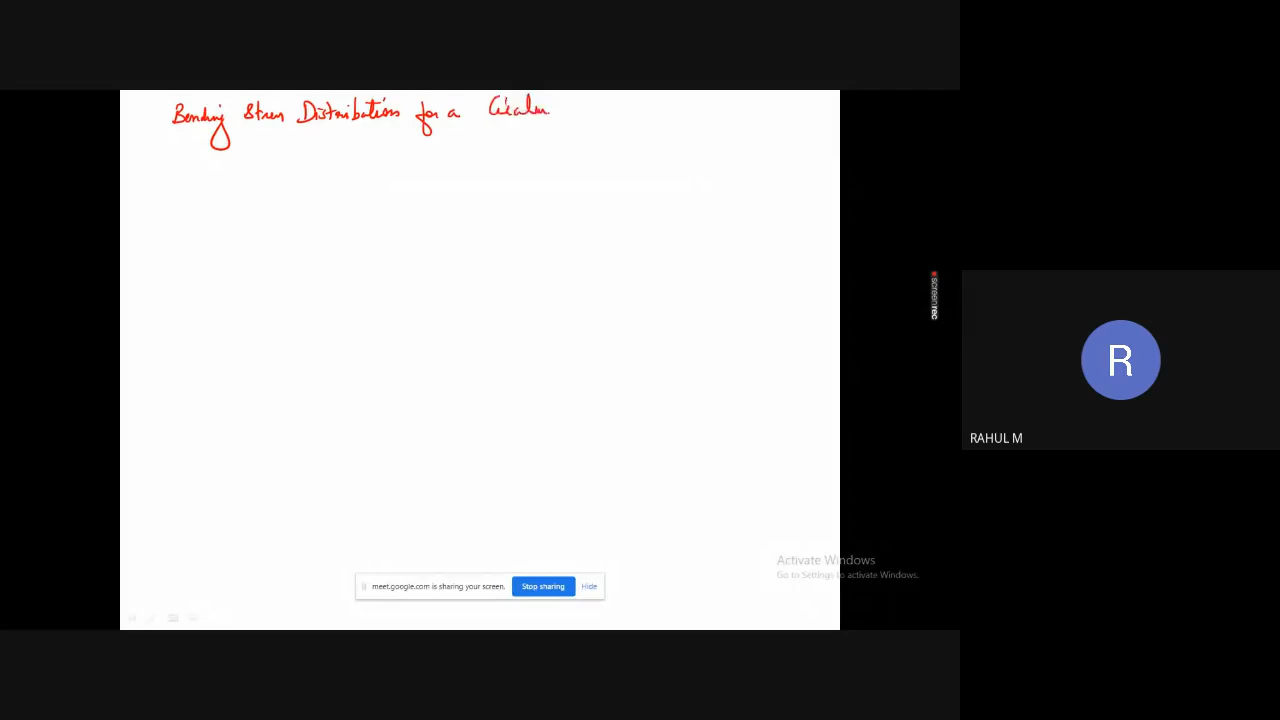 Bending Stress Distribution for a
screenrec
R
RAHUL M
Activate Windows
Go to Settings to activate Windows.
meet.google.com is sharing your screen. Stop sharing Hide